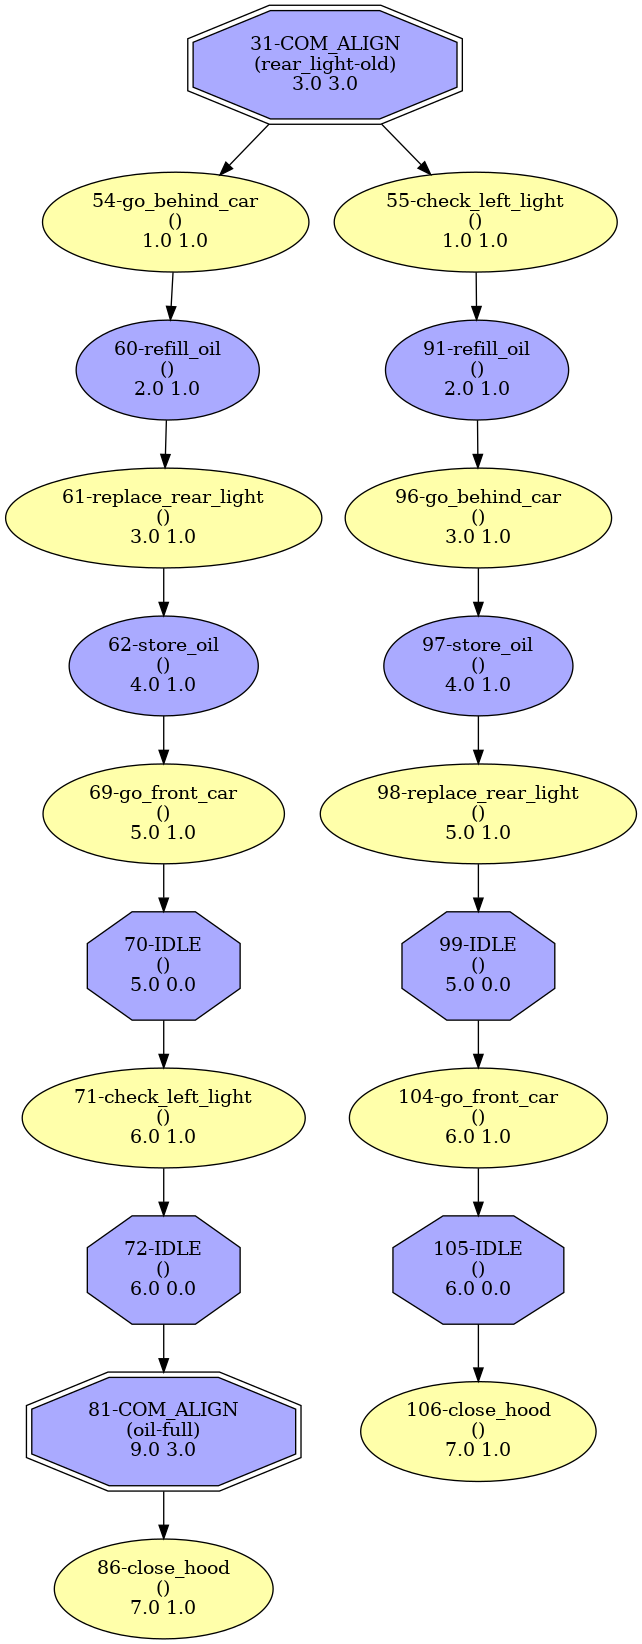 31-COM_ALIGN
(rear_light-old)
3.0 3.0
54-go_behind_car
()
1.0 1.0
55-check_left_light
()
1.0 1.0
60-refill_oil
()
2.0 1.0
91-refill_oil
()
2.0 1.0
61-replace_rear_light
()
3.0 1.0
96-go_behind_car
()
3.0 1.0
62-store_oil
()
4.0 1.0
97-store_oil
()
4.0 1.0
69-go_front_car
()
5.0 1.0
98-replace_rear_light
()
5.0 1.0
70-IDLE
()
5.0 0.0
99-IDLE
()
5.0 0.0
71-check_left_light
()
6.0 1.0
104-go_front_car
()
6.0 1.0
72-IDLE
()
6.0 0.0
105-IDLE
()
6.0 0.0
81-COM_ALIGN
(oil-full)
9.0 3.0
106-close_hood
()
7.0 1.0
86-close_hood
()
7.0 1.0